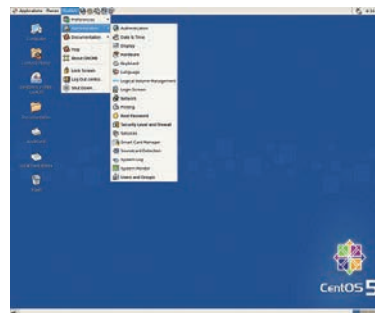 Applications Places System
Preferences
Administration
Documentation
Help
About GNOME
Lock Screen
Log Out
Shut Down...
Authentication
Date & Time
Display
Hardware
Keyboard
Language
Logical Volume Management
Login Screen
Network
Printing
Root Password
Security Level and Firewall
Services
Smart Card Manager
Soundcard Detection
System Log
System Monitor
Users and Groups
Computer
Trash
CentOS 5